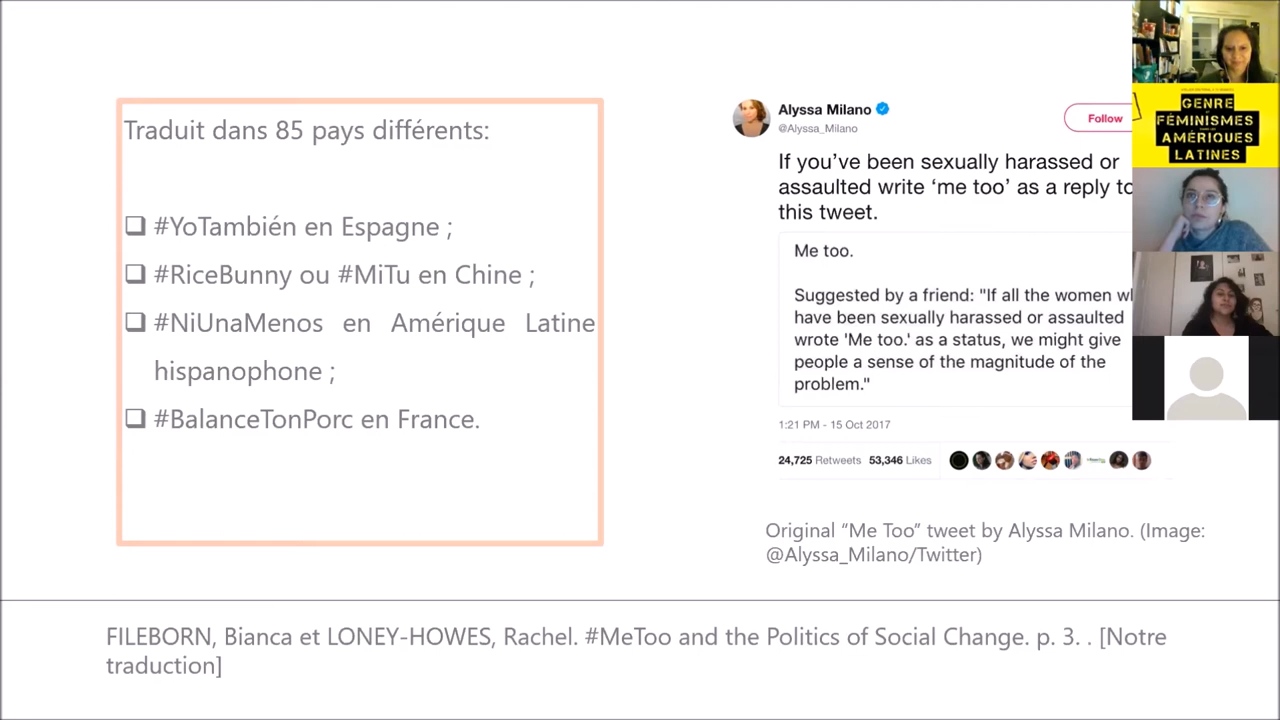 Traduit dans 85 pays différents:
❑ #YoTambién en Espagne ;
❑ #RiceBunny ou #MiTu en Chine ;
❑ #NiUnaMenos en Amérique Latine
hispanophone ;
❑ #BalanceTonPorc en France.
Alyssa Milano
@Alyssa_Milano
Follow
If you’ve been sexually harassed or
assaulted write ‘me too’ as a reply to
this tweet.
Me too.
Suggested by a friend: "If all the women
have been sexually harassed or assaulted
wrote 'Me too.' as a status, we might give
people a sense of the magnitude of the
problem."
1:21 PM - 15 Oct 2017
24,725 Retweets 53,346 Likes
Original “Me Too” tweet by Alyssa Milano. (Image:
@Alyssa_Milano/Twitter)
GENRE
FÉMINISMES
AMÉRIQUES
LATINES
FILEBORN, Bianca et LONEY-HOWES, Rachel. #MeToo and the Politics of Social Change. p. 3. . [Notre
traduction]